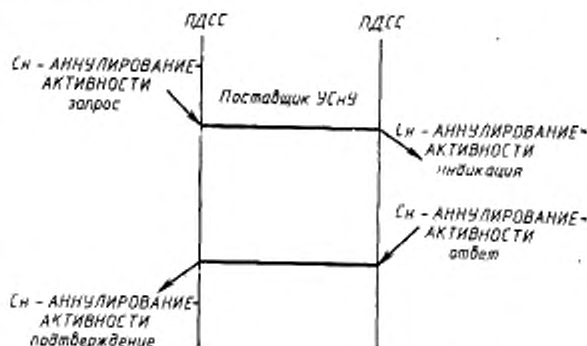 ПДСС ПДСС
Сн - АННУЛИРОВАНИЕ-
АКТИВНОСТИ
запрос
Поставщик УСнУ
Сн - АННУЛИРОВАНИЕ-
АКТИВНОСТИ
индикация
Сн - АННУЛИРОВАНИЕ-
АКТИВНОСТИ
ответ
Сн - АННУЛИРОВАНИЕ-
АКТИВНОСТИ
подтверждение